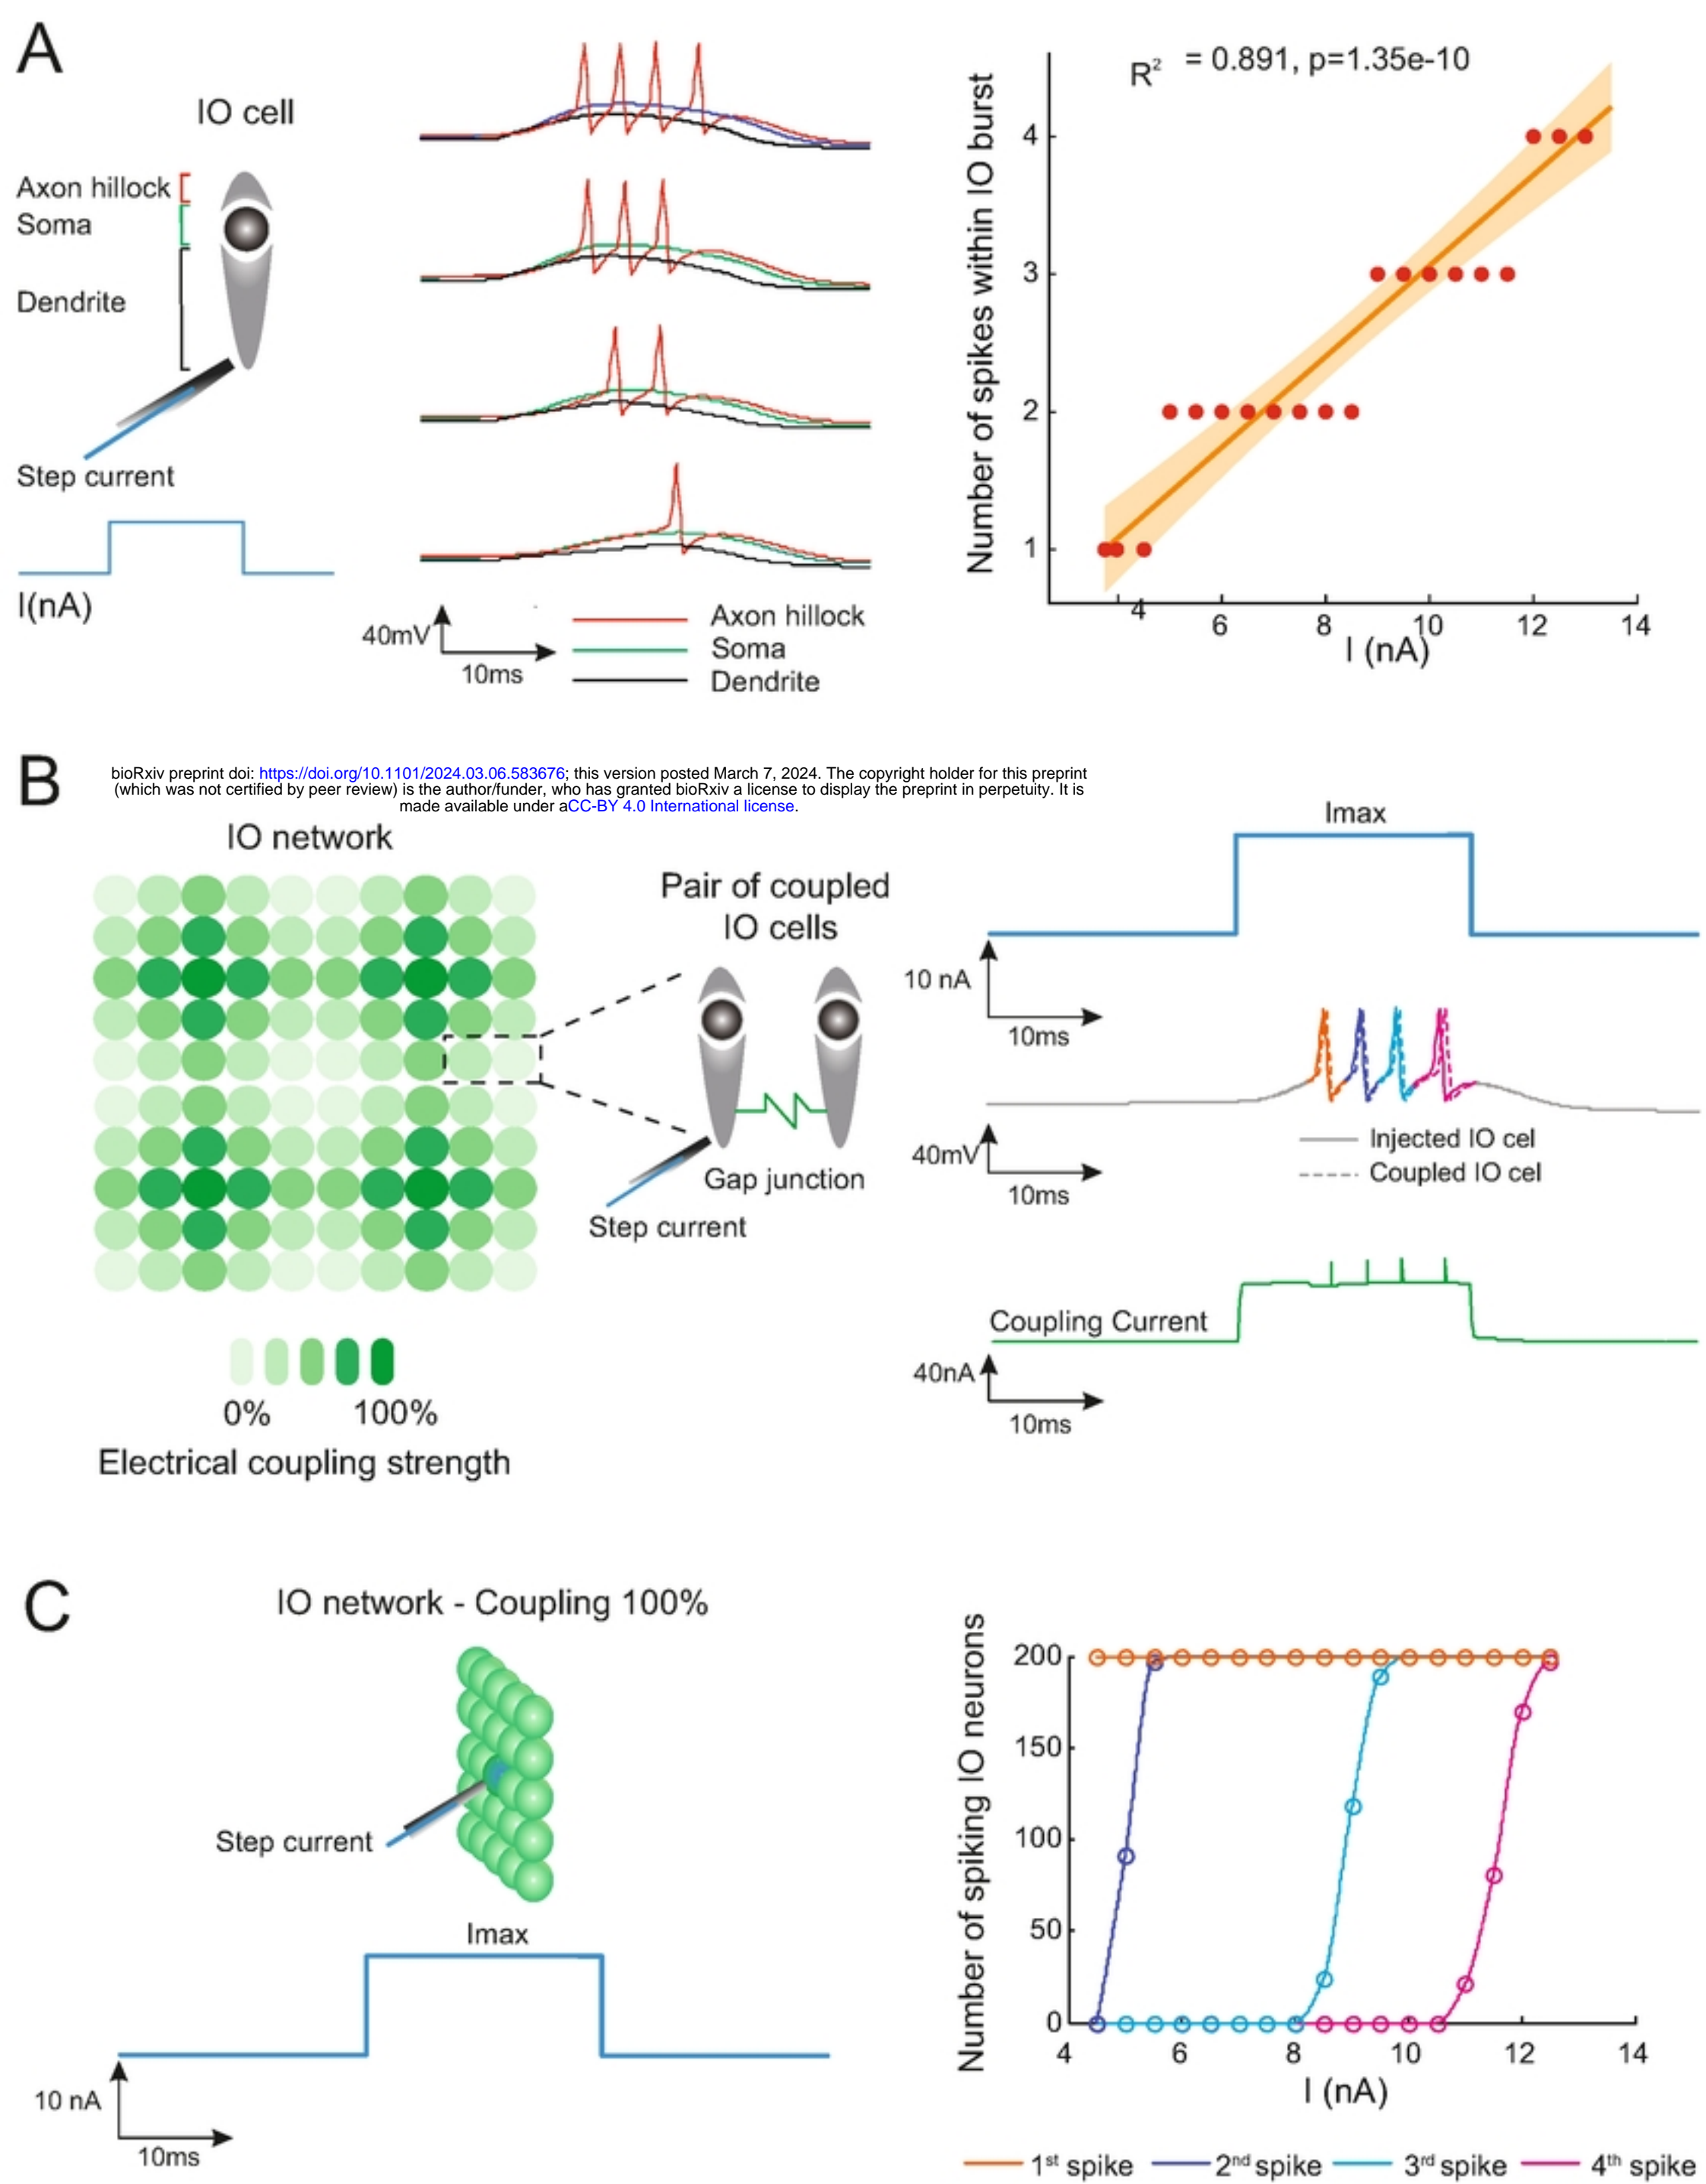 A
IO cell
Axon hillock
Soma
Dendrite
Step current
I(nA)
40mV
10ms
Axon hillock
Soma
Dendrite
R² = 0.891, p=1.35e-10
Number of spikes within IO burst
4
3
2
1
4 6 8 10 12 14
I (nA)
B
bioRxiv preprint doi: https://doi.org/10.1101/2024.03.06.583676; this version posted March 7, 2024. The copyright holder for this preprint
(which was not certified by peer review) is the author/funder, who has granted bioRxiv a license to display the preprint in perpetuity. It is
made available under aCC-BY 4.0 International license.
IO network
0% 100%
Electrical coupling strength
Pair of coupled
IO cells
Gap junction
Step current
Imax
10 nA
10ms
40mV
10ms
Injected IO cel
Coupled IO cel
Coupling Current
40nA
10ms
C
IO network - Coupling 100%
Step current
Imax
10 nA
10ms
Number of spiking IO neurons
200
150
100
50
0
4 6 8 10 12 14
I (nA)
1st spike 2nd spike 3rd spike 4th spike